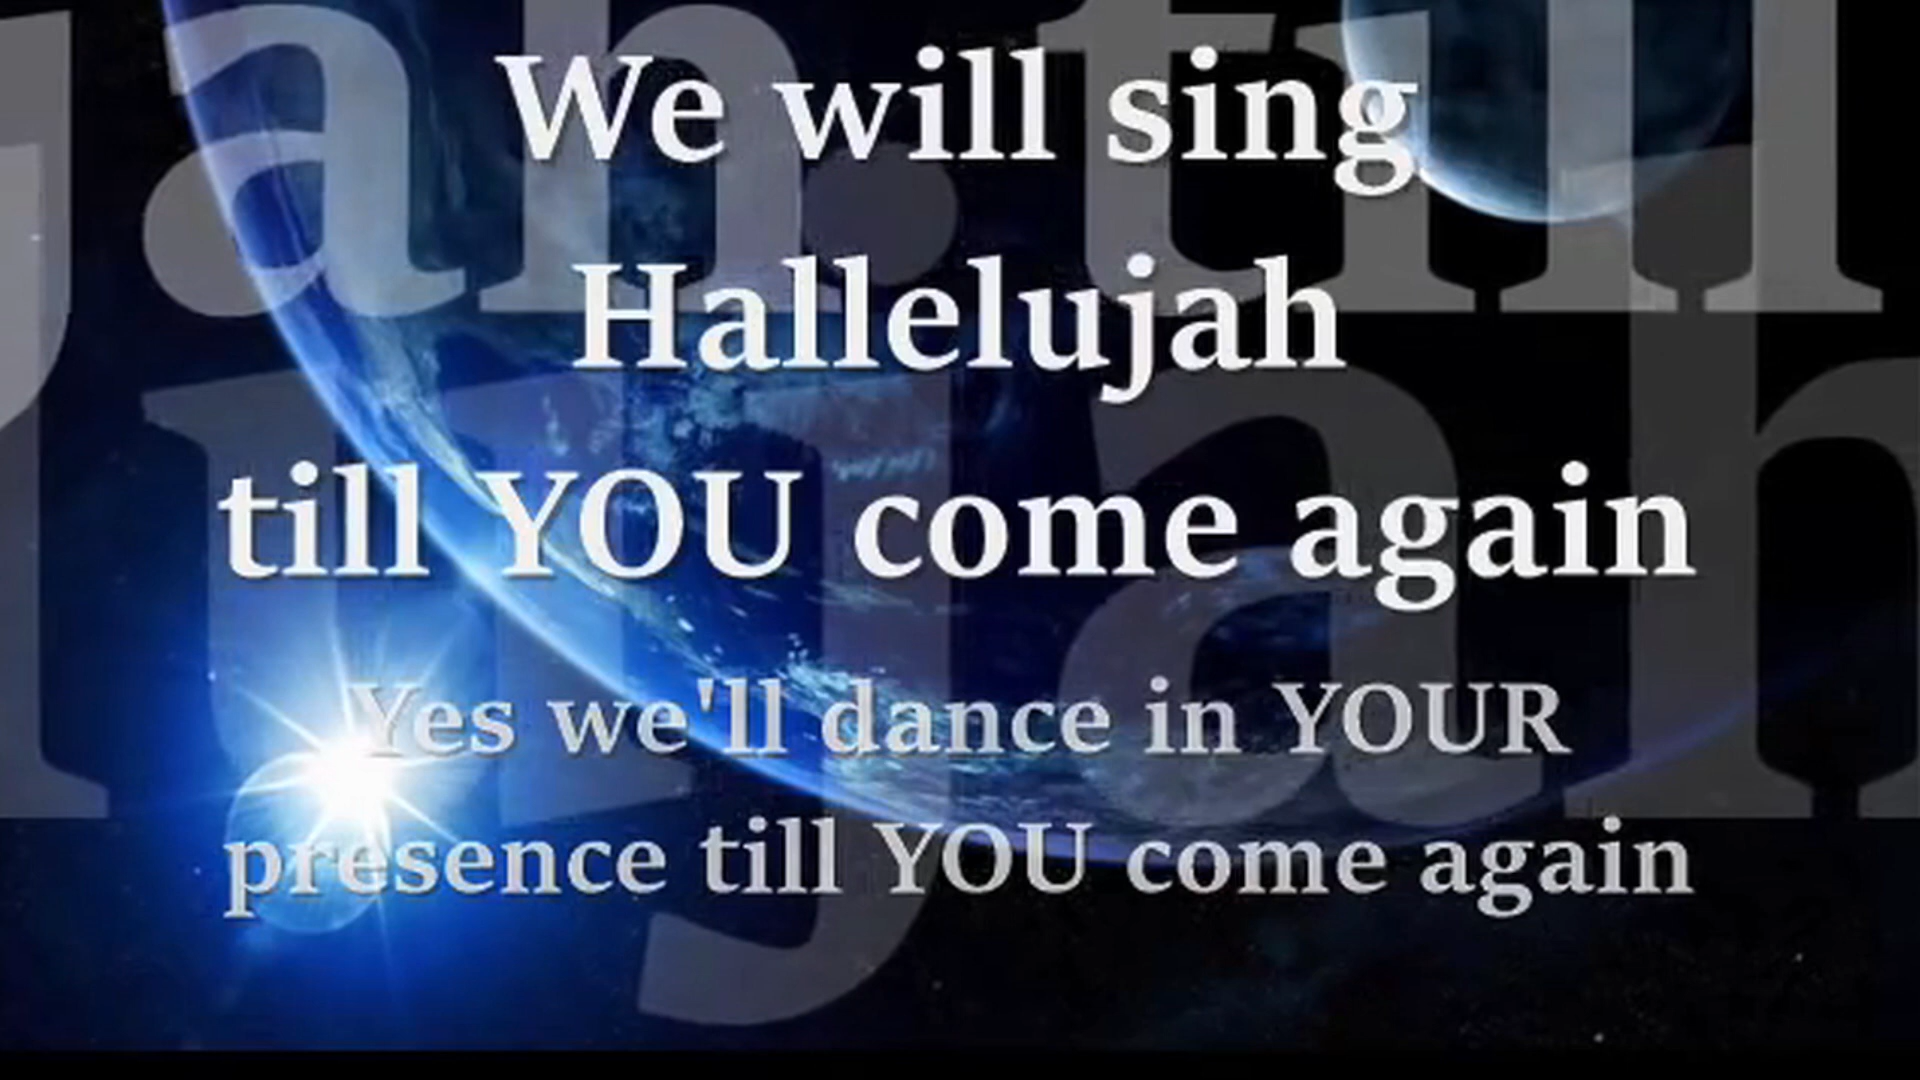 We will sing
Hallelujah
till YOU come again
Yes we'll dance in YOUR
presence till YOU come again